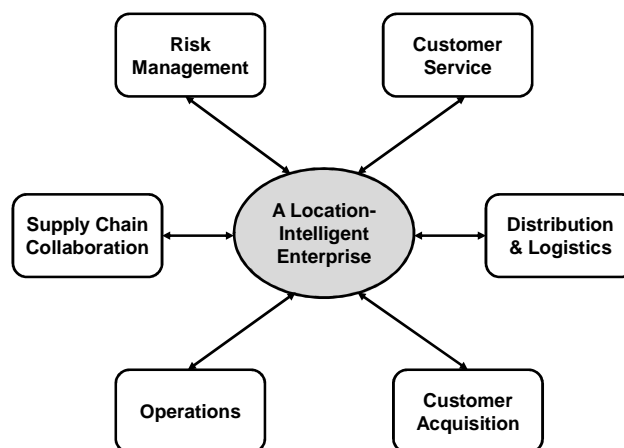 Risk
Management
Customer
Service
Supply Chain
Collaboration
A Location-
Intelligent
Enterprise
Distribution
& Logistics
Operations
Customer
Acquisition